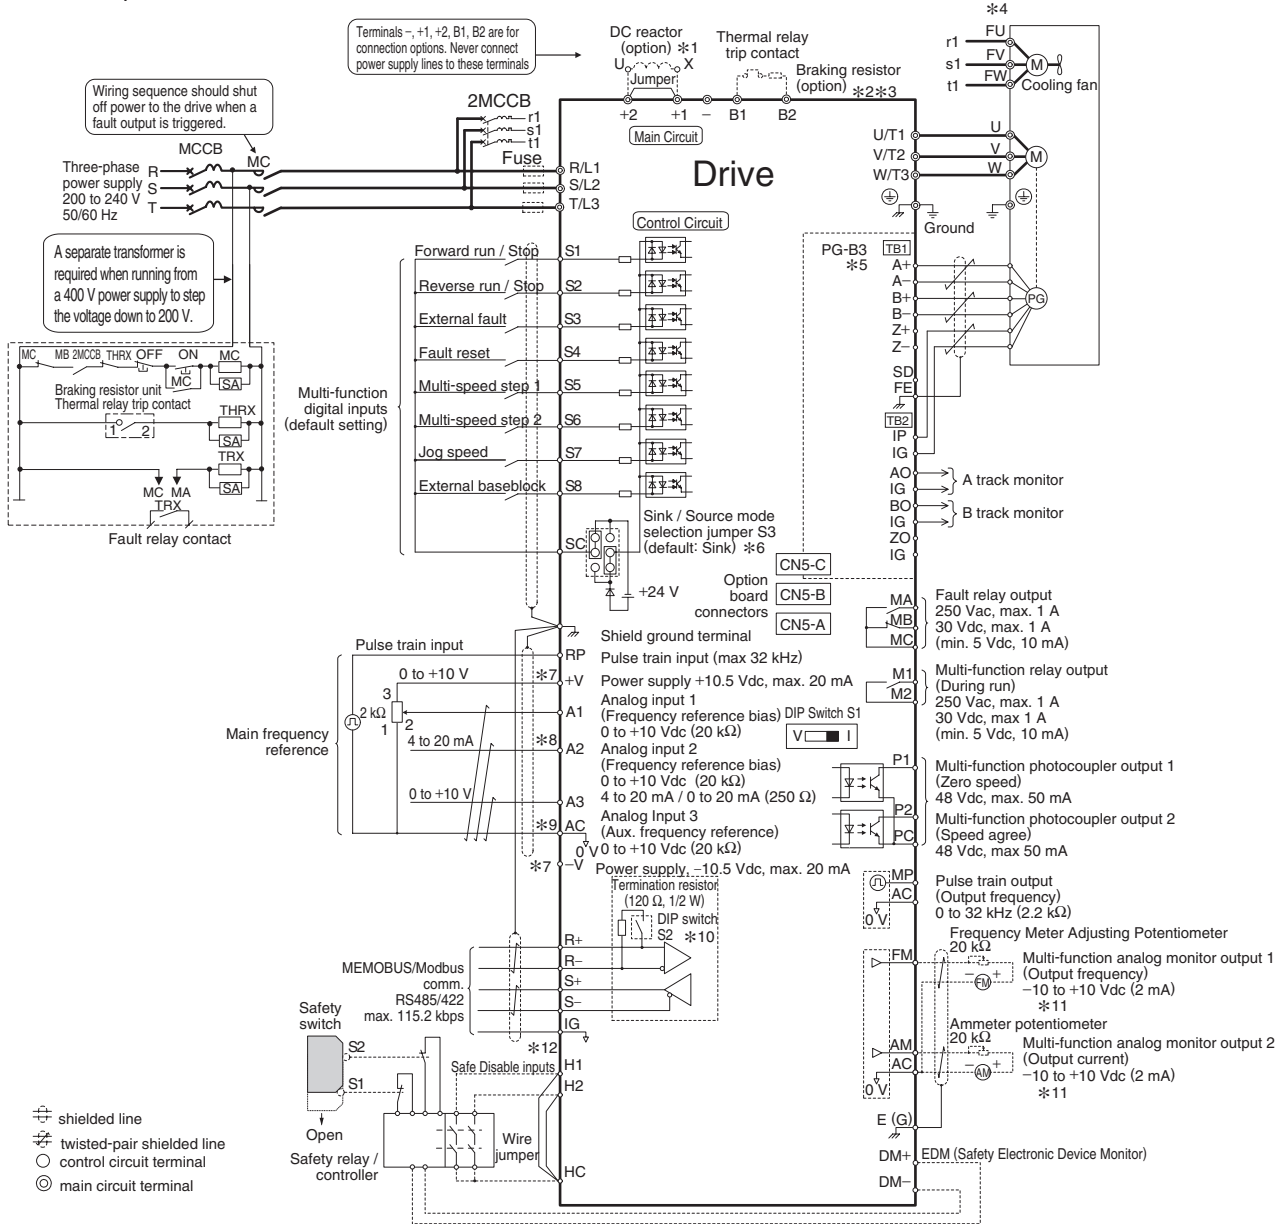 *4
FU
r1
FV
s1
FW
t1
M
Cooling fan
Terminals –, +1, +2, B1, B2 are for
connection options. Never connect
power supply lines to these terminals
DC reactor
(option) *1
U X
Jumper
Thermal relay
trip contact
Braking resistor
(option) *2*3
+2 +1 – B1 B2
Main Circuit
Wiring sequence should shut
off power to the drive when a
fault output is triggered.
2MCCB
r1
s1
t1
Fuse
MCCB
MC
Three-phase
power supply
200 to 240 V
50/60 Hz
R
S
T
R/L1
S/L2
T/L3
Drive
U/T1
V/T2
W/T3
U
V
W
M
Ground
A separate transformer is
required when running from
a 400 V power supply to step
the voltage down to 200 V.
MC MB 2MCCB THRX OFF ON MC
MC
SA
Braking resistor unit
Thermal relay trip contact
1 2
THRX
SA
TRX
SA
MC MA
TRX
Fault relay contact
Control Circuit
Multi-function
digital inputs
(default setting)
Forward run / Stop S1
Reverse run / Stop S2
External fault S3
Fault reset S4
Multi-speed step 1 S5
Multi-speed step 2 S6
Jog speed S7
External baseblock S8
SC
Sink / Source mode
selection jumper S3
(default: Sink) *6
+24 V
PG-B3
*5
TB1
A+
A–
B+
B–
Z+
Z–
PG
SD
FE
TB2
IP
IG
AO
IG
A track monitor
BO
IG
B track monitor
ZO
IG
Option
board
connectors
CN5-C
CN5-B
CN5-A
MA
MB
MC
Fault relay output
250 Vac, max. 1 A
30 Vdc, max. 1 A
(min. 5 Vdc, 10 mA)
M1
M2
Multi-function relay output
(During run)
250 Vac, max. 1 A
30 Vdc, max 1 A
(min. 5 Vdc, 10 mA)
Shield ground terminal
Main frequency
reference
Pulse train input
RP
Pulse train input (max 32 kHz)
0 to +10 V
*7
+V
Power supply +10.5 Vdc, max. 20 mA
3
2 kΩ
1
2
A1
Analog input 1
(Frequency reference bias)
0 to +10 Vdc (20 kΩ)
DIP Switch S1
V I
4 to 20 mA
*8
A2
Analog input 2
(Frequency reference bias)
0 to +10 Vdc (20 kΩ)
4 to 20 mA / 0 to 20 mA (250 Ω)
0 to +10 V
A3
Analog Input 3
(Aux. frequency reference)
0 to +10 Vdc (20 kΩ)
*9
AC
0 V
*7
–V
Power supply, –10.5 Vdc, max. 20 mA
P1
Multi-function photocoupler output 1
(Zero speed)
48 Vdc, max. 50 mA
P2
PC
Multi-function photocoupler output 2
(Speed agree)
48 Vdc, max 50 mA
MP
AC
0 V
Pulse train output
(Output frequency)
0 to 32 kHz (2.2 kΩ)
Termination resistor
(120 Ω, 1/2 W)
DIP switch
S2 *10
MEMOBUS/Modbus
comm.
RS485/422
max. 115.2 kbps
R+
R–
S+
S–
IG
Frequency Meter Adjusting Potentiometer
20 kΩ
FM
– FM +
Multi-function analog monitor output 1
(Output frequency)
–10 to +10 Vdc (2 mA)
*11
Ammeter potentiometer
20 kΩ
AM
AC
0 V
– AM +
Multi-function analog monitor output 2
(Output current)
–10 to +10 Vdc (2 mA)
*11
E (G)
DM+
EDM (Safety Electronic Device Monitor)
DM–
*12
Safety
switch
S2
S1
Open
Safety relay /
controller
Safe Disable inputs
H1
H2
Wire
jumper
HC
shielded line
twisted-pair shielded line
control circuit terminal
main circuit terminal